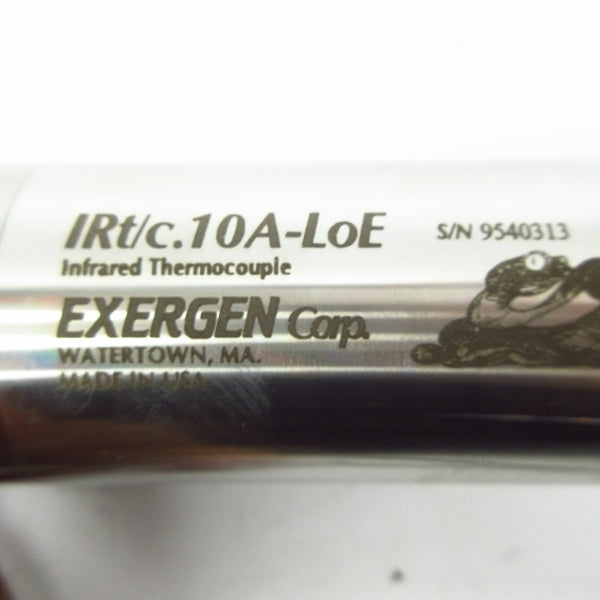 IRt/c.10A-LoE S/N 9540313
Infrared Thermocouple
EXERGEN Corp.
WATERTOWN, MA.
MADE IN USA